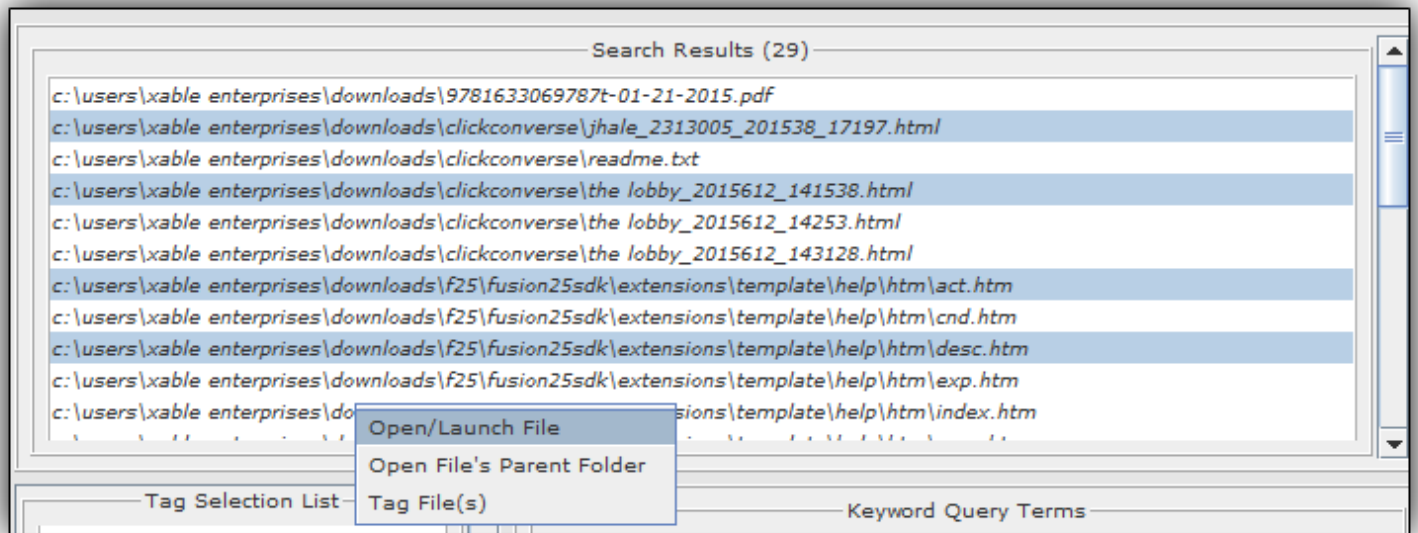 Search Results (29)
c:\users\xable enterprises\downloads\9781633069787t-01-21-2015.pdf
c:\users\xable enterprises\downloads\clickconverse\jhale_2313005_201538_17197.html
c:\users\xable enterprises\downloads\clickconverse\readme.txt
c:\users\xable enterprises\downloads\clickconverse\the lobby_2015612_141538.html
c:\users\xable enterprises\downloads\clickconverse\the lobby_2015612_14253.html
c:\users\xable enterprises\downloads\clickconverse\the lobby_2015612_143128.html
c:\users\xable enterprises\downloads\f25\fusion25sdk\extensions\template\help\htm\act.htm
c:\users\xable enterprises\downloads\f25\fusion25sdk\extensions\template\help\htm\cnd.htm
c:\users\xable enterprises\downloads\f25\fusion25sdk\extensions\template\help\htm\desc.htm
c:\users\xable enterprises\downloads\f25\fusion25sdk\extensions\template\help\htm\exp.htm
c:\users\xable enterprises\do sions\template\help\htm\index.htm
Open/Launch File
Open File's Parent Folder
Tag File(s)
Tag Selection List
Keyword Query Terms